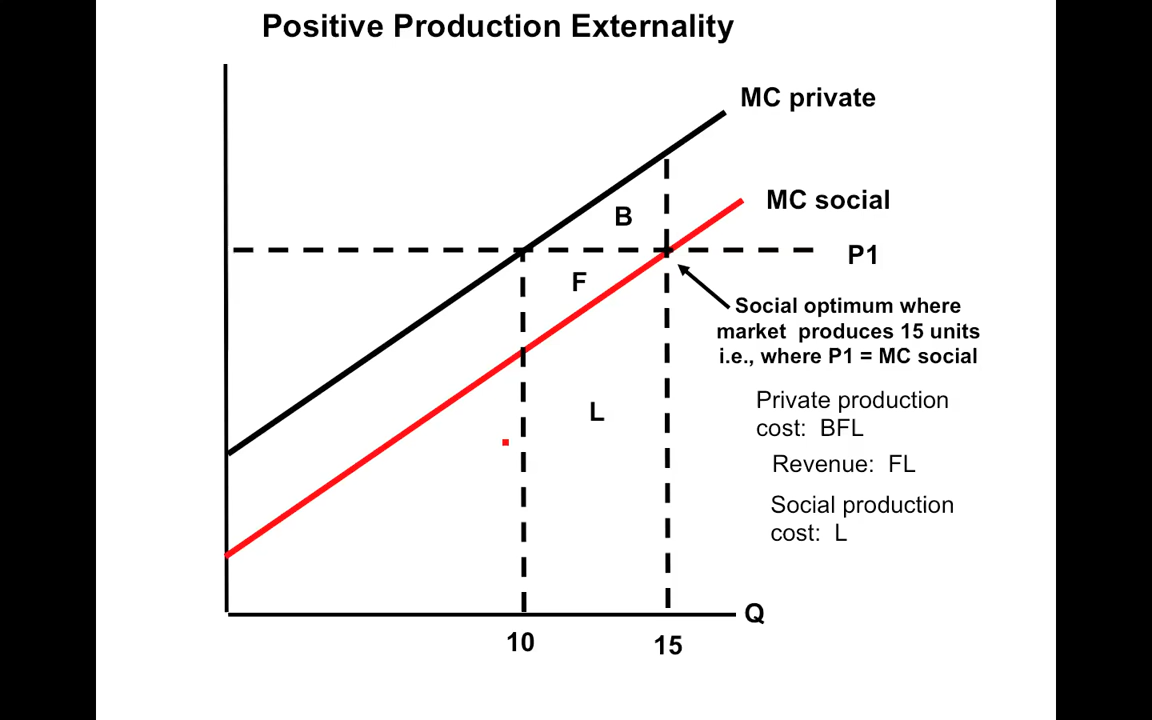 Positive Production Externality
MC private
MC social
B
P1
F
Social optimum where
market produces 15 units
i.e., where P1 = MC social
Private production
cost: BFL
L
Revenue: FL
Social production
cost: L
Q
10
15